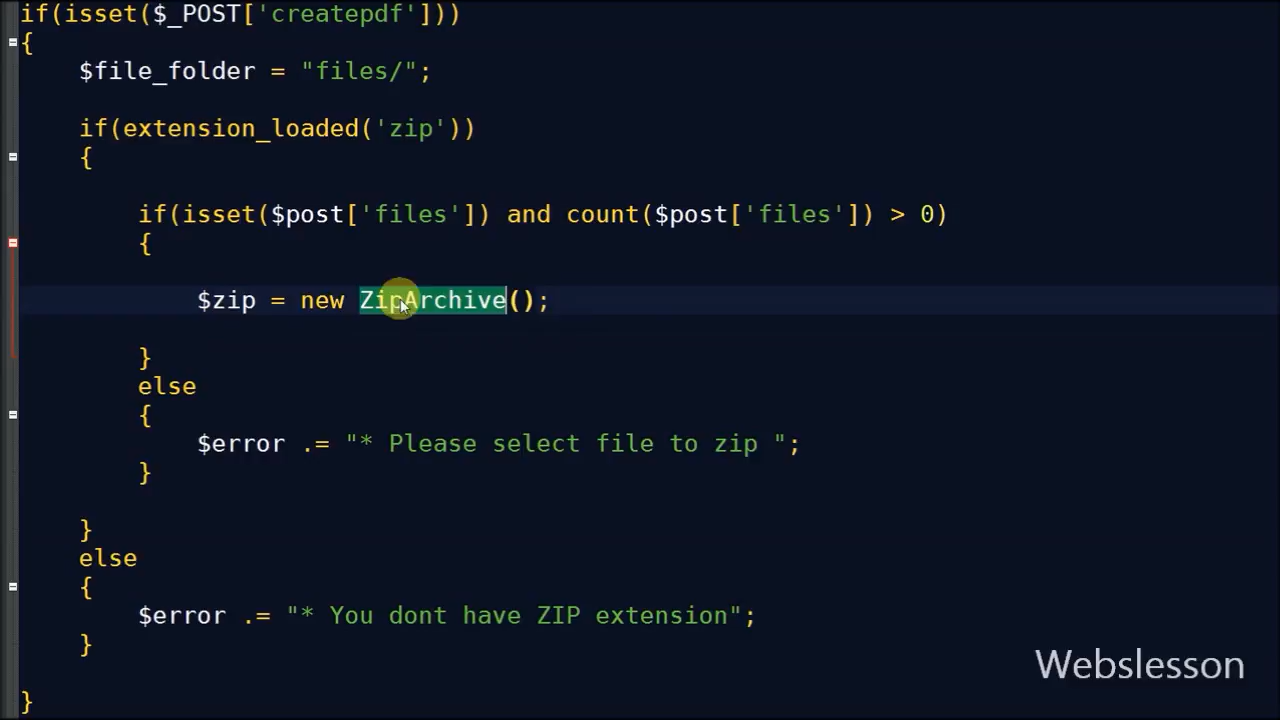 if(isset($_POST['createpdf']))
{
$file_folder = "files/";
if(extension_loaded('zip'))
{
if(isset($post['files']) and count($post['files']) > 0)
{
$zip = new ZipArchive();
}
else
{
$error .= "* Please select file to zip ";
}
}
else
{
$error .= "* You dont have ZIP extension";
}
Webslesson
}